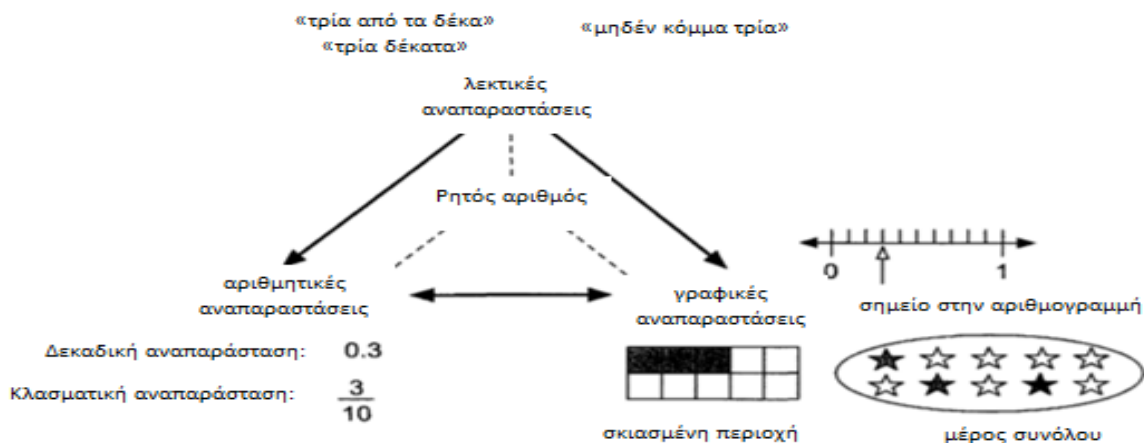 «τρία από τα δέκα»
«τρία δέκατα»
«μηδέν κόμμα τρία»
λεκτικές
αναπαραστάσεις
Ρητός αριθμός
αριθμητικές
αναπαραστάσεις
γραφικές
αναπαραστάσεις
0 1
σημείο στην αριθμογραμμή
Δεκαδική αναπαράσταση: 0.3
Κλασματική αναπαράσταση: 3
10
σκιασμένη περιοχή
μέρος συνόλου